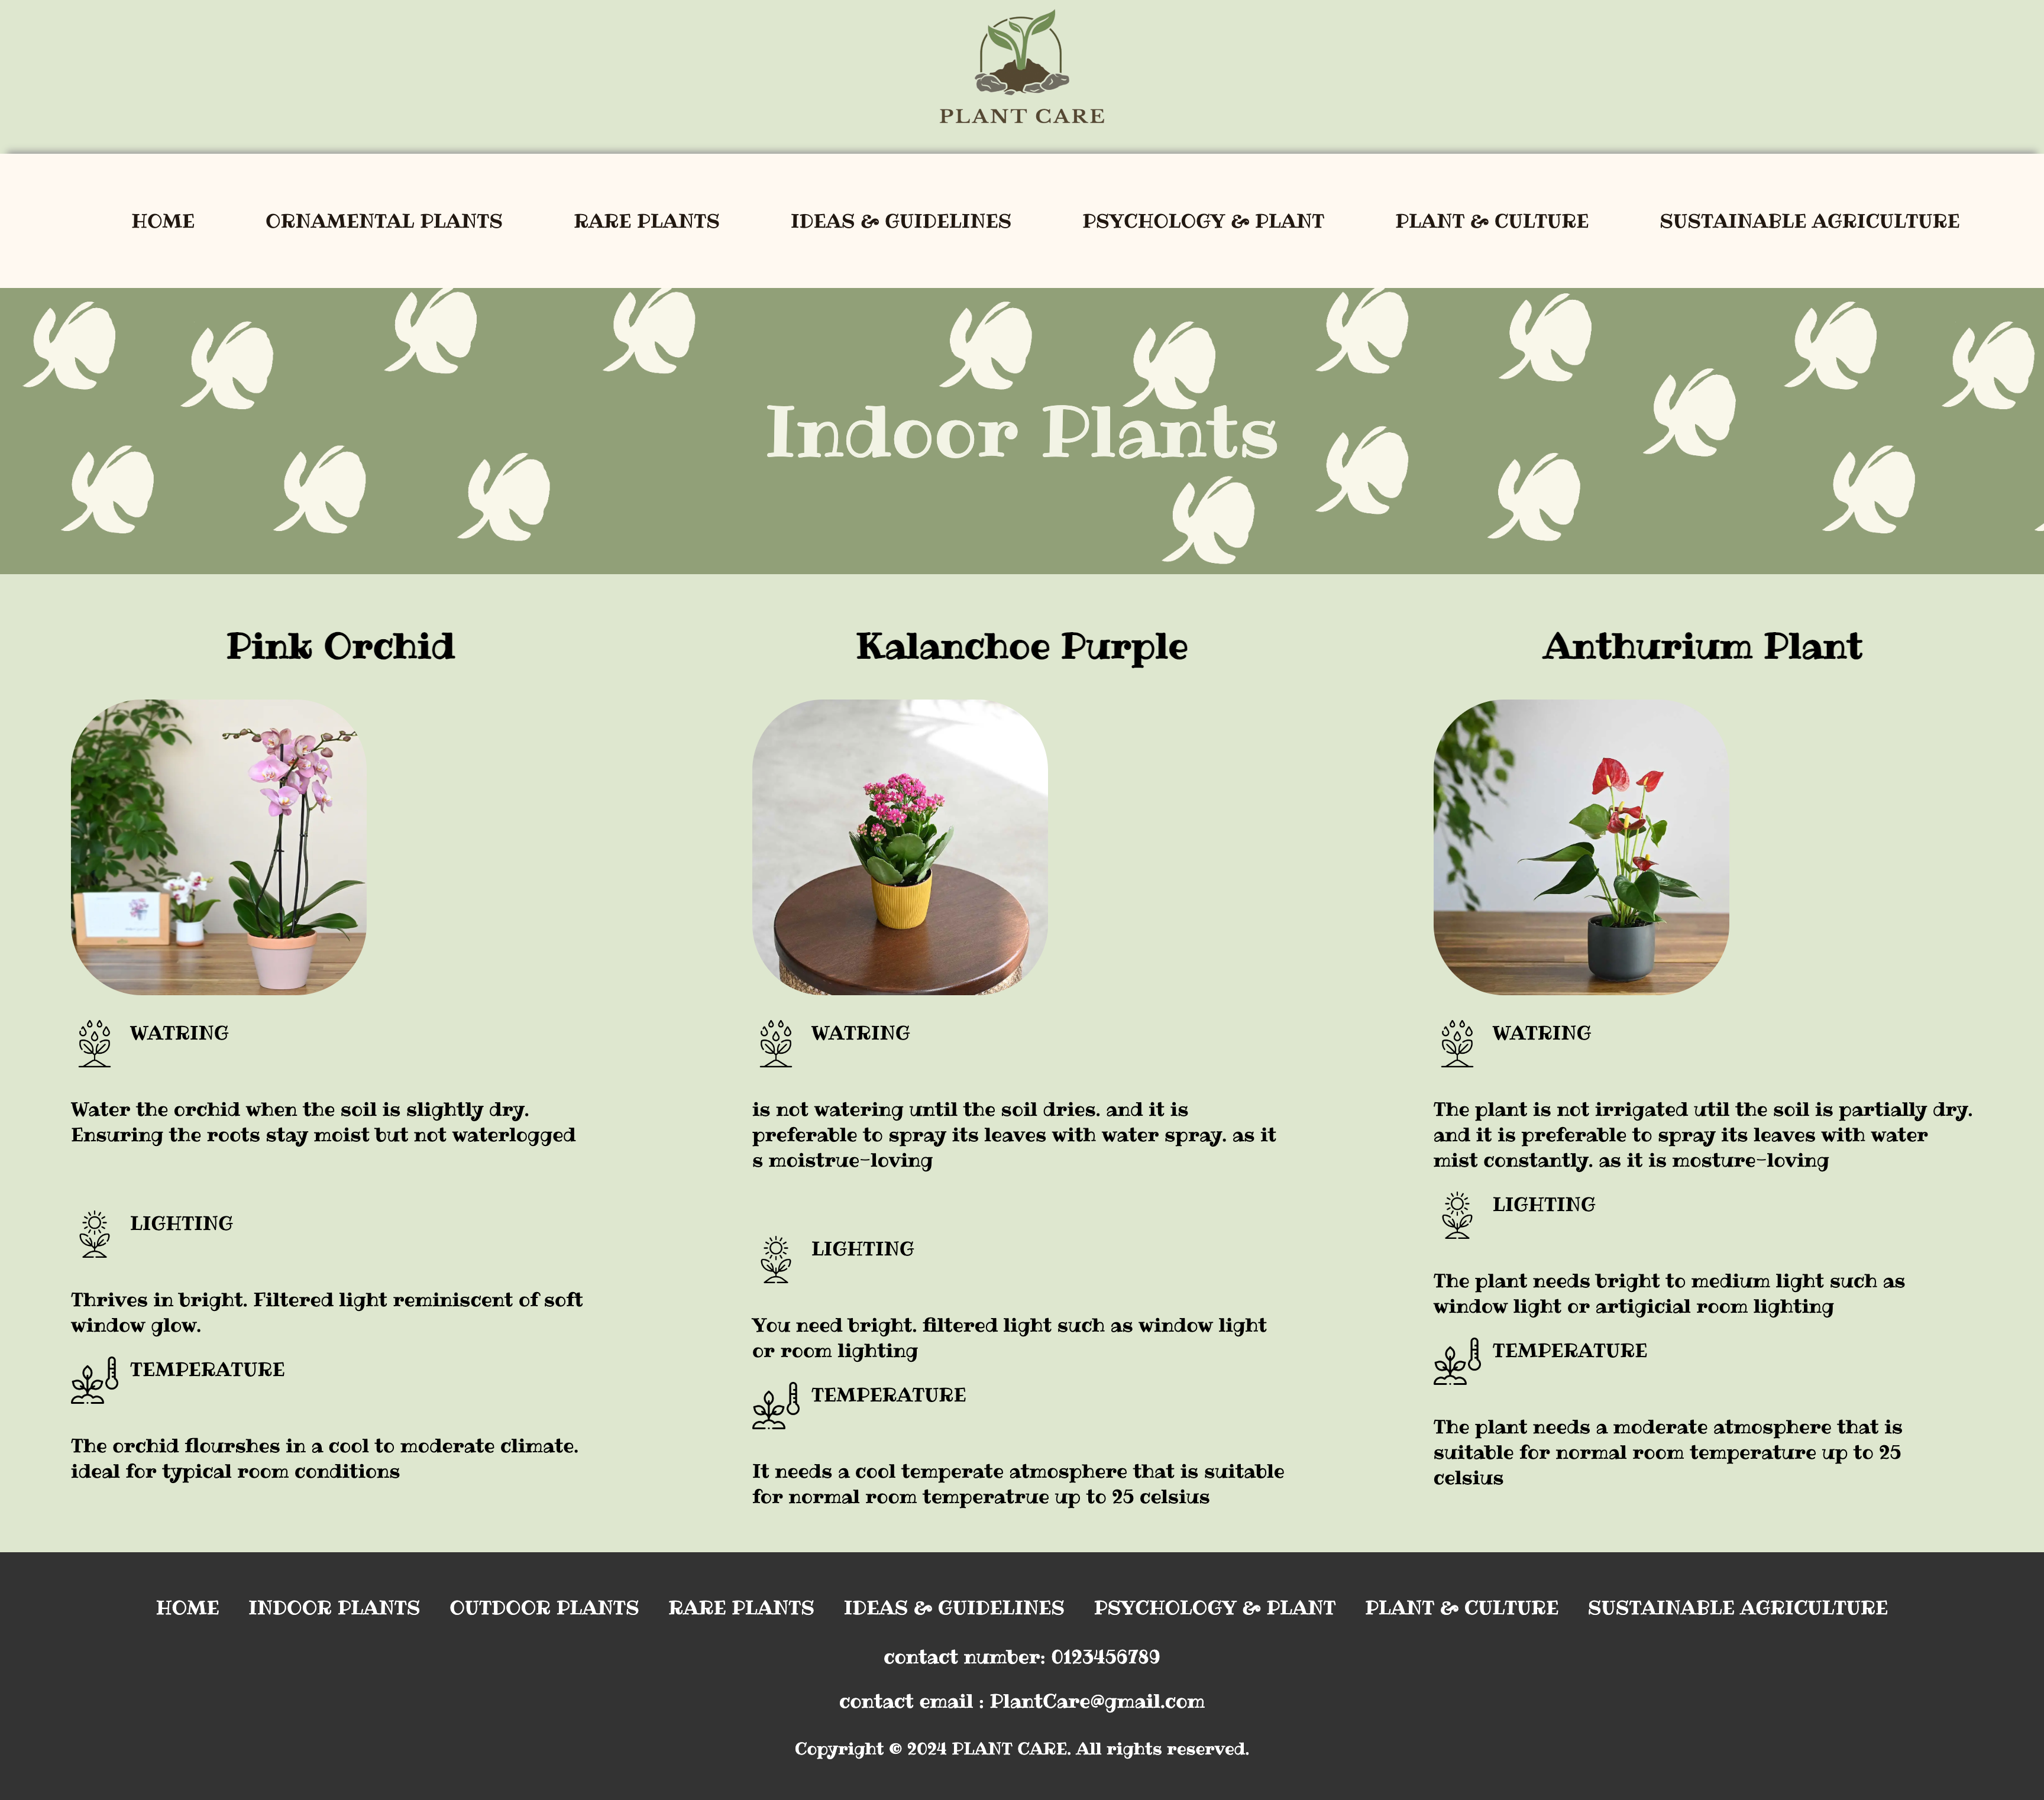 PLANT CARE
HOME
ORNAMENTAL PLANTS
RARE PLANTS
IDEAS & GUIDELINES
PSYCHOLOGY & PLANT
PLANT & CULTURE
SUSTAINABLE AGRICULTURE
Indoor Plants
Pink Orchid
WATRING
Water the orchid when the soil is slightly dry.
Ensuring the roots stay moist but not waterlogged
LIGHTING
Thrives in bright. Filtered light reminiscent of soft
window glow.
TEMPERATURE
The orchid flourshes in a cool to moderate climate.
ideal for typical room conditions
Kalanchoe Purple
WATRING
is not watering until the soil dries. and it is
preferable to spray its leaves with water spray. as it
s moistrue-loving
LIGHTING
You need bright. filtered light such as window light
or room lighting
TEMPERATURE
It needs a cool temperate atmosphere that is suitable
for normal room temperatrue up to 25 celsius
Anthurium Plant
WATRING
The plant is not irrigated util the soil is partially dry.
and it is preferable to spray its leaves with water
mist constantly. as it is mosture-loving
LIGHTING
The plant needs bright to medium light such as
window light or artigicial room lighting
TEMPERATURE
The plant needs a moderate atmosphere that is
suitable for normal room temperature up to 25
celsius
HOME
INDOOR PLANTS
OUTDOOR PLANTS
RARE PLANTS
IDEAS & GUIDELINES
PSYCHOLOGY & PLANT
PLANT & CULTURE
SUSTAINABLE AGRICULTURE
contact number: 0123456789
contact email : PlantCare@gmail.com
Copyright © 2024 PLANT CARE. All rights reserved.